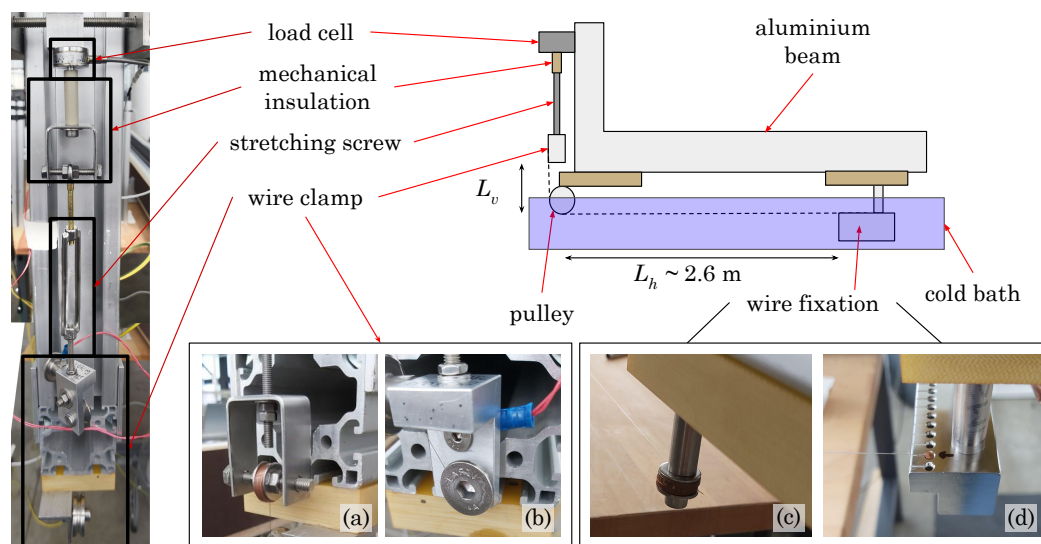 load cell
mechanical
insulation
stretching screw
wire clamp
aluminium
beam
L_v
L_h ~ 2.6 m
pulley
wire fixation
cold bath
(a)
(b)
(c)
(d)